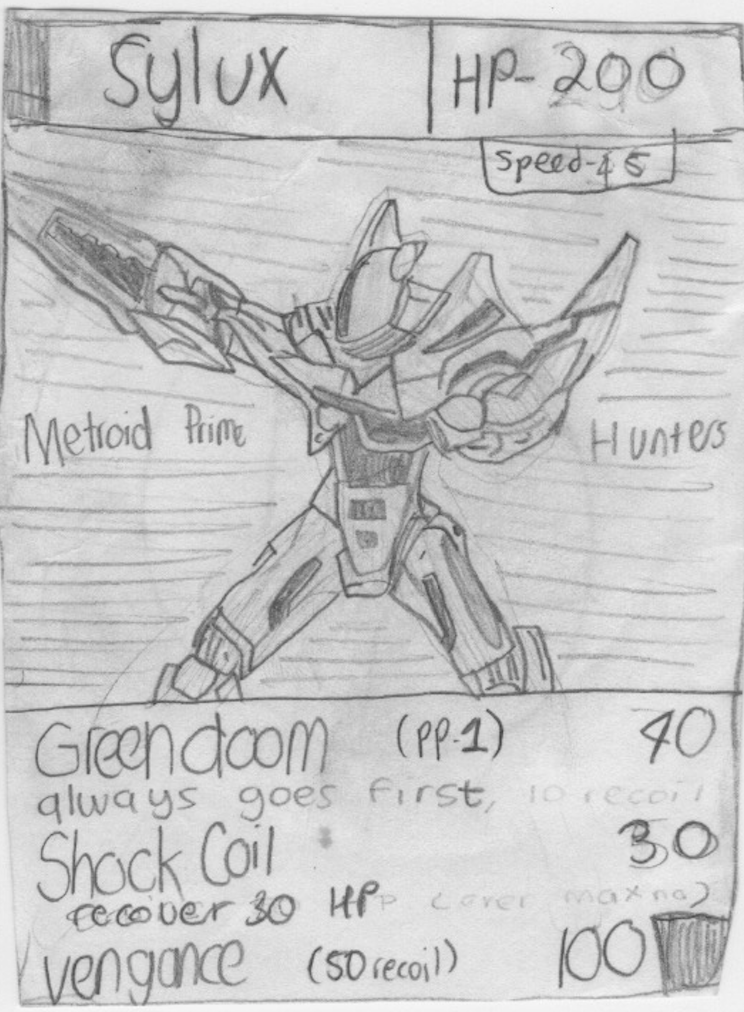 Sylux
HP-200
Speed-45
Metroid Prime Hunters
Greendoom (PP.1) 40
always goes first, 10 recoil
Shock Coil 30
recover 30 HP (over max no)
vengance (50 recoil) 100